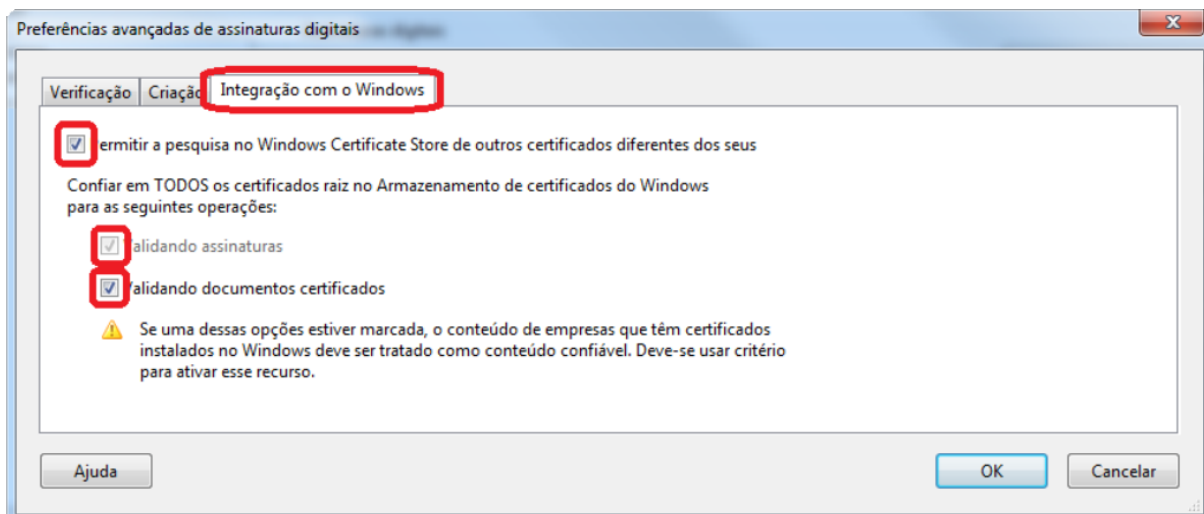 Preferências avançadas de assinaturas digitais
Verificação
Criação
Integração com o Windows
ermitir a pesquisa no Windows Certificate Store de outros certificados diferentes dos seus
Confiar em TODOS os certificados raiz no Armazenamento de certificados do Windows
para as seguintes operações:
alidando assinaturas
alidando documentos certificados
Se uma dessas opções estiver marcada, o conteúdo de empresas que têm certificados
instalados no Windows deve ser tratado como conteúdo confiável. Deve-se usar critério
para ativar esse recurso.
Ajuda
OK
Cancelar